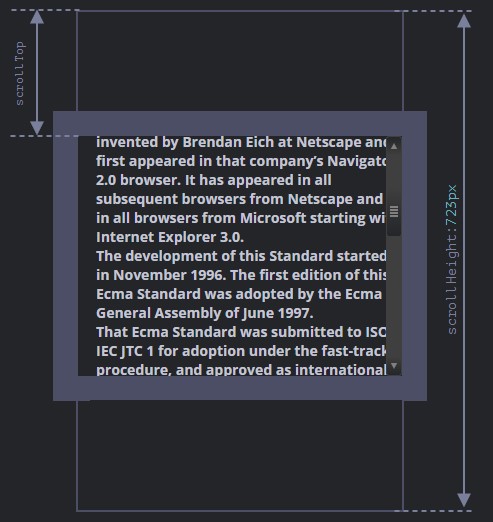 scrollTop
invented by Brendan Eich at Netscape and
first appeared in that company’s Navigato
2.0 browser. It has appeared in all
subsequent browsers from Netscape and
in all browsers from Microsoft starting wi
Internet Explorer 3.0.
The development of this Standard started
in November 1996. The first edition of this
Ecma Standard was adopted by the Ecma
General Assembly of June 1997.
That Ecma Standard was submitted to ISO
IEC JTC 1 for adoption under the fast-track
procedure, and approved as international
scrollHeight:723px